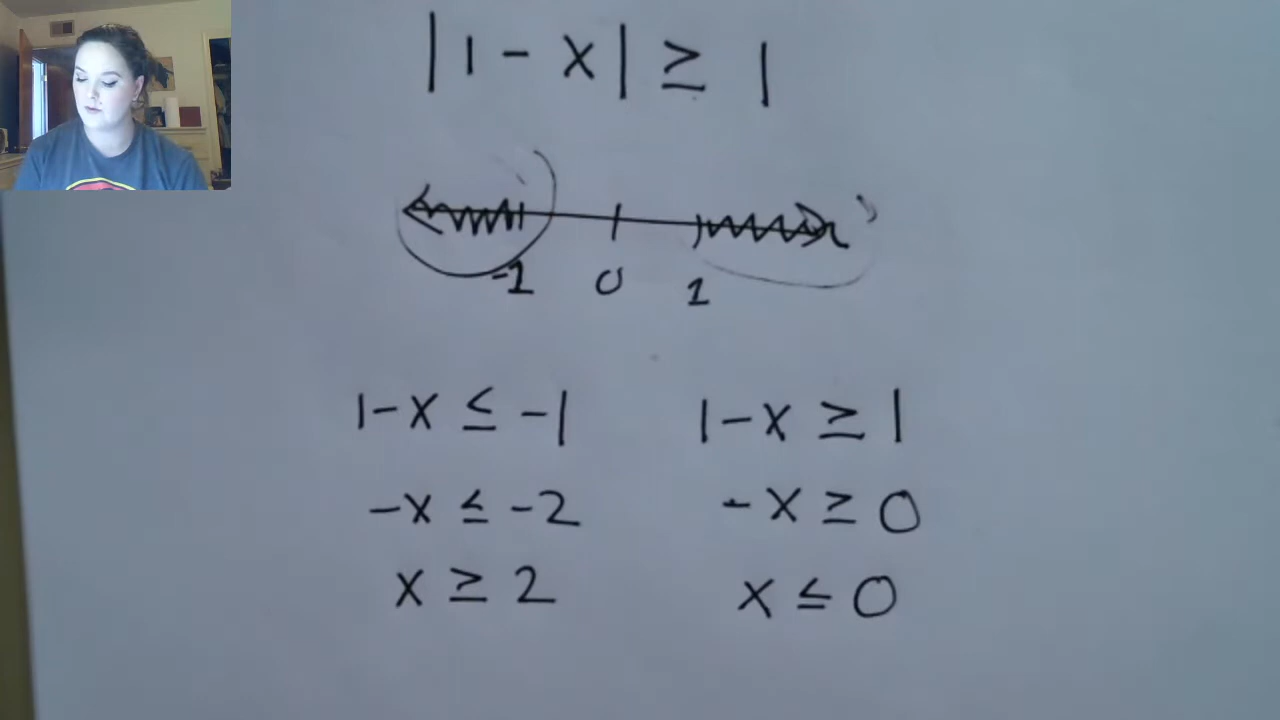 |1 - x| ≥ 1
-1 0 1
1-x ≤ -1 1-x ≥ 1
-x ≤ -2 -x ≥ 0
x ≥ 2 x ≤ 0